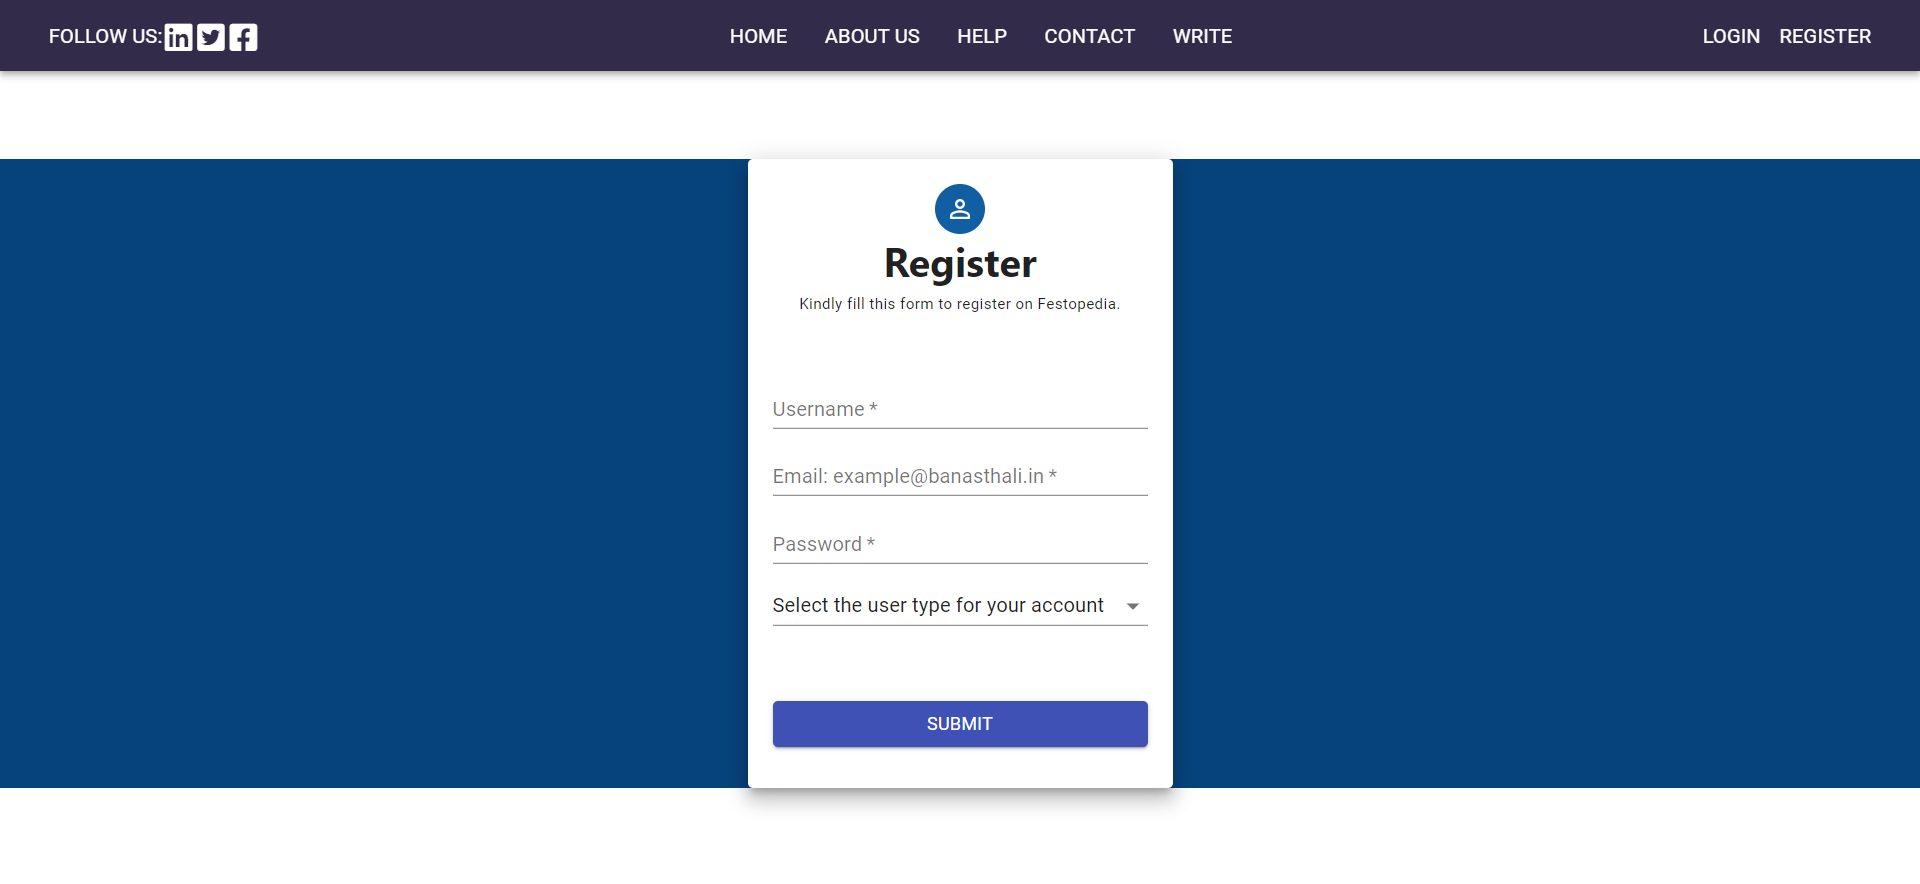 FOLLOW US: in
HOME ABOUT US HELP CONTACT WRITE
LOGIN REGISTER
Register
Kindly fill this form to register on Festopedia.
Username *
Email: example@banasthali.in *
Password *
Select the user type for your account
SUBMIT